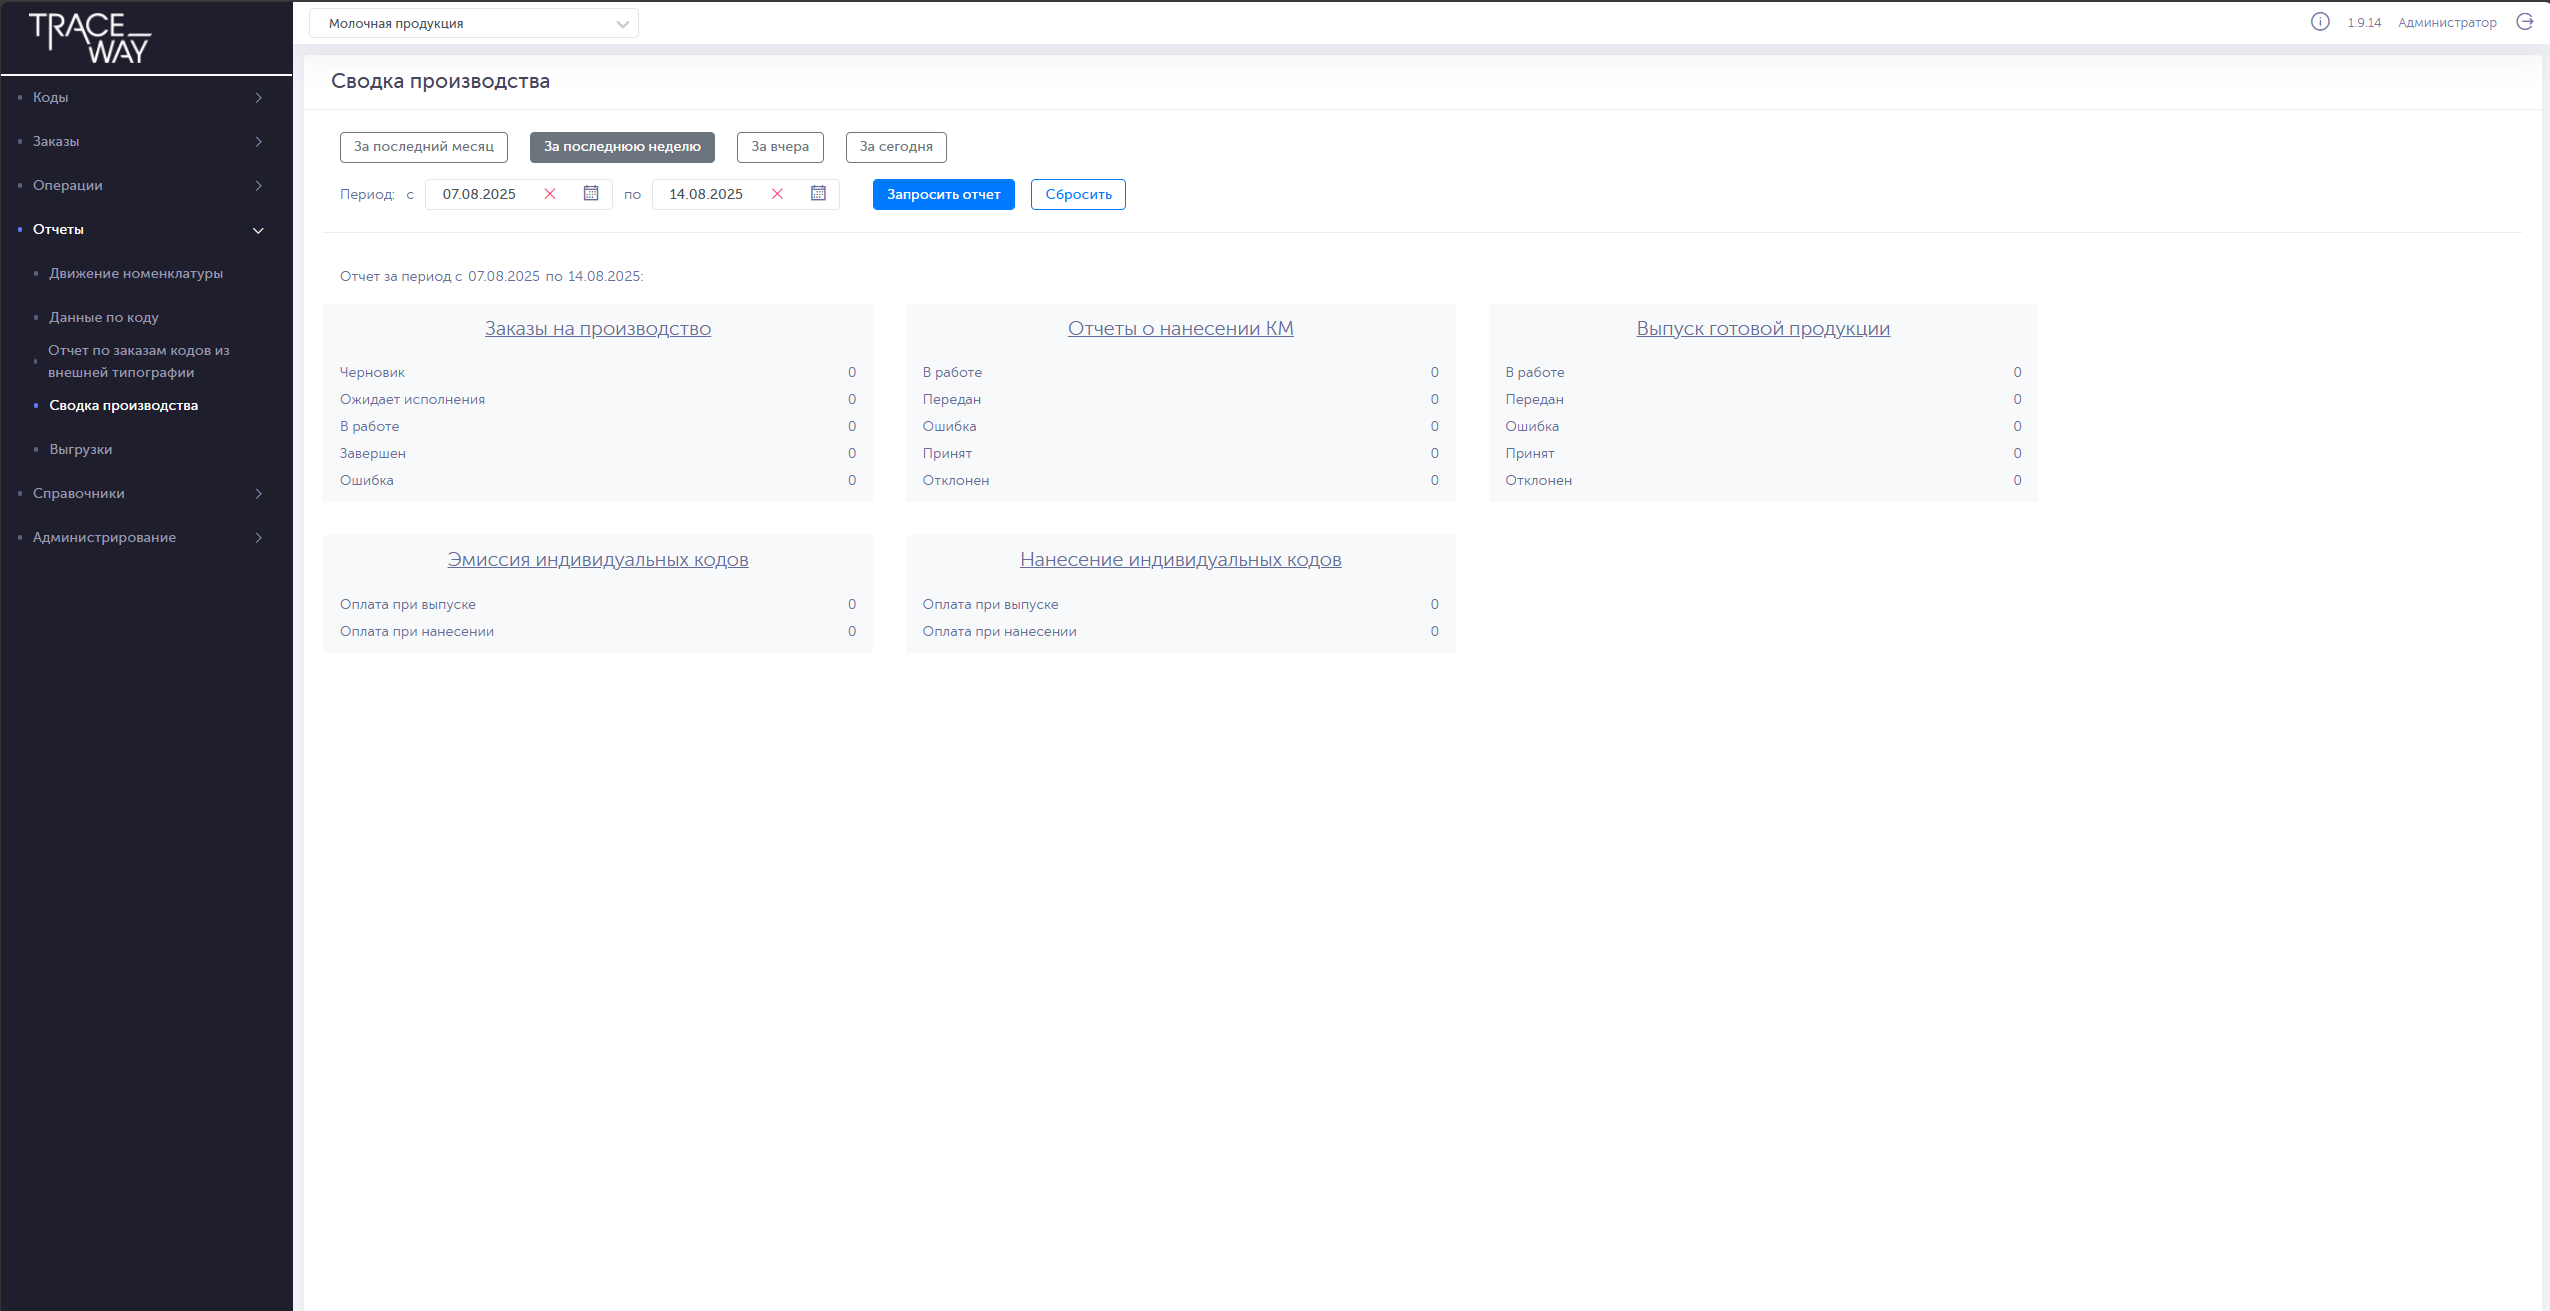 TRACE_
WAY
Молочная продукция
1.9.14 Администратор
Коды
Заказы
Операции
Отчеты
Движение номенклатуры
Данные по коду
Отчет по заказам кодов из
внешней типографии
Сводка производства
Выгрузки
Справочники
Администрирование
Сводка производства
За последний месяц За последнюю неделю За вчера За сегодня
Период: с 07.08.2025 по 14.08.2025 Запросить отчет Сбросить
Отчет за период с 07.08.2025 по 14.08.2025:
Заказы на производство
Черновик 0
Ожидает исполнения 0
В работе 0
Завершен 0
Ошибка 0
Отчеты о нанесении КМ
В работе 0
Передан 0
Ошибка 0
Принят 0
Отклонен 0
Выпуск готовой продукции
В работе 0
Передан 0
Ошибка 0
Принят 0
Отклонен 0
Эмиссия индивидуальных кодов
Оплата при выпуске 0
Оплата при нанесении 0
Нанесение индивидуальных кодов
Оплата при выпуске 0
Оплата при нанесении 0